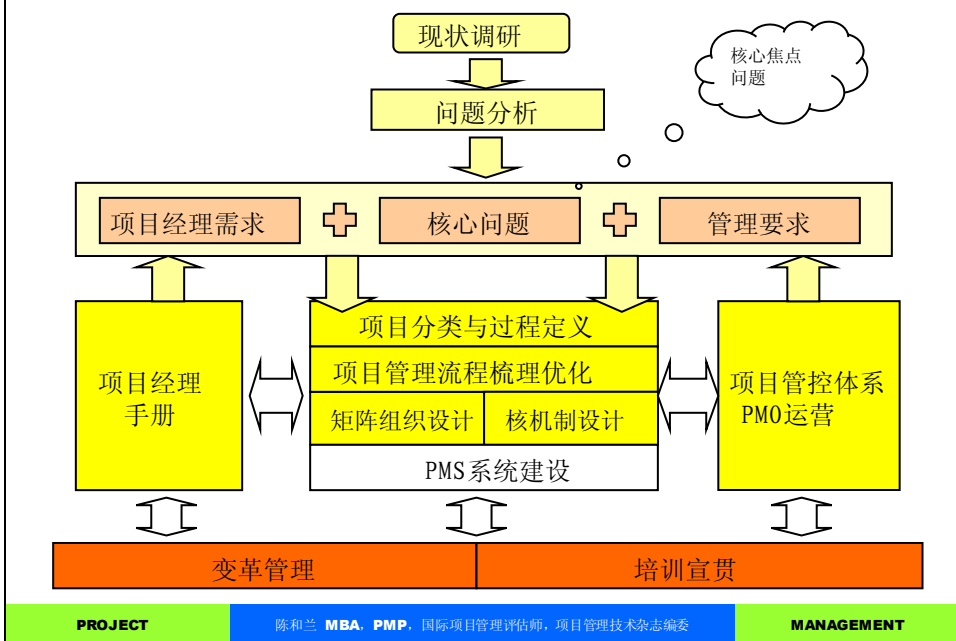 现状调研
核心焦点
问题
问题分析
项目经理需求
核心问题
管理要求
项目分类与过程定义
项目管理流程梳理优化
矩阵组织设计
核机制设计
PMS系统建设
项目经理
手册
项目管控体系
PMO运营
变革管理
培训宣贯
PROJECT
陈和兰 MBA，PMP，国际项目管理评估师，项目管理技术杂志编委
MANAGEMENT